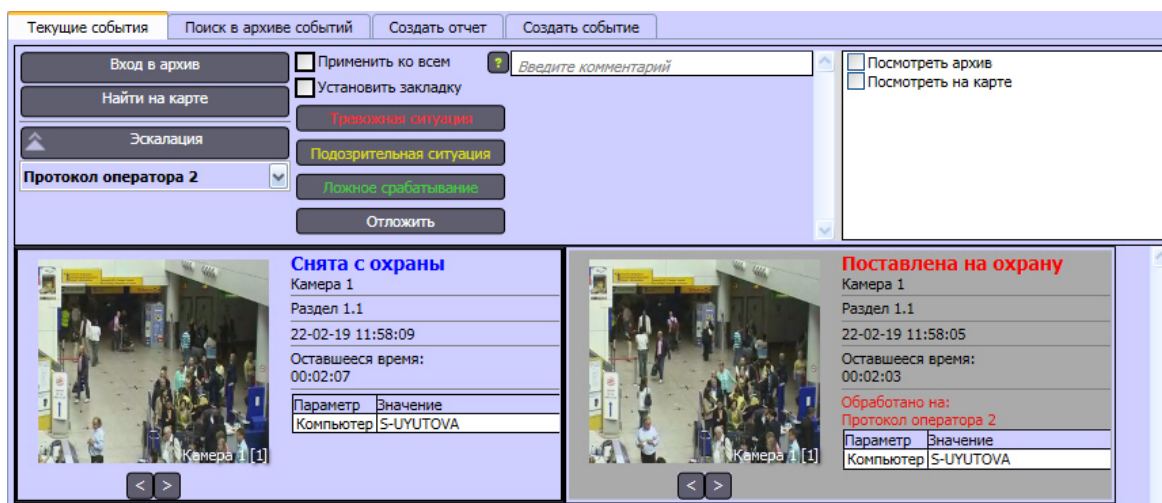 Текущие события
Поиск в архиве событий
Создать отчет
Создать событие
Вход в архив
Найти на карте
Эскалация
Протокол оператора 2
Применить ко всем
Установить закладку
Тревожная ситуация
Подозрительная ситуация
Ложное срабатывание
Отложить
?
Введите комментарий
Посмотреть архив
Посмотреть на карте
Камера 1 [1]
< >
Снята с охраны
Камера 1
Раздел 1.1
22-02-19 11:58:09
Оставшееся время:
00:02:07
Параметр Значение
Компьютер S-UYUTOVA
Камера 1 [1]
< >
Поставлена на охрану
Камера 1
Раздел 1.1
22-02-19 11:58:05
Оставшееся время:
00:02:03
Обработано на:
Протокол оператора 2
Параметр Значение
Компьютер S-UYUTOVA